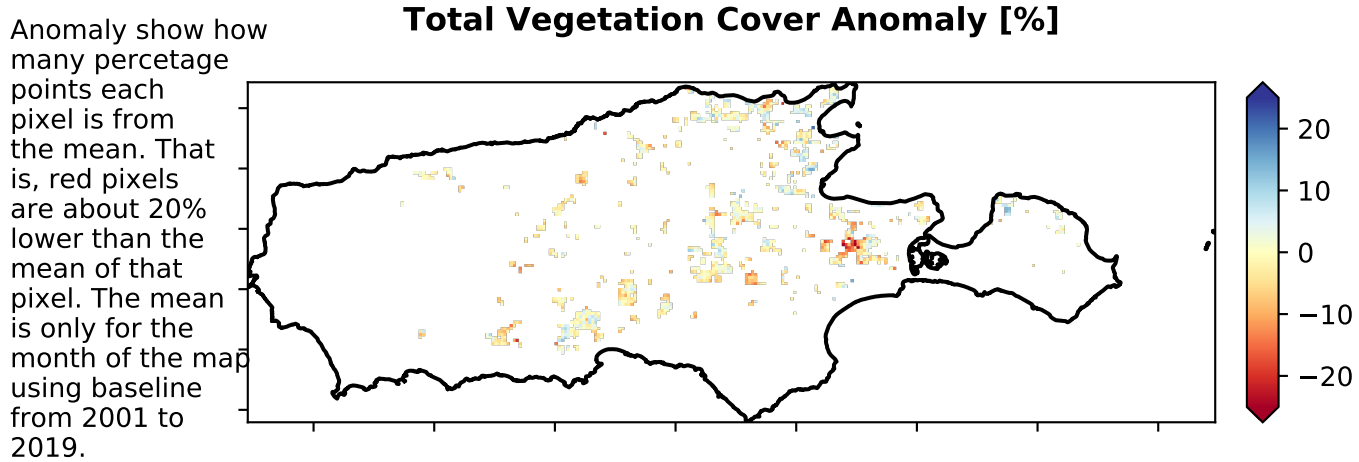 Total Vegetation Cover Anomaly [%]
Anomaly show how
many percetage
points each
pixel is from
the mean. That
is, red pixels
are about 20%
lower than the
mean of that
pixel. The mean
is only for the
month of the map
using baseline
from 2001 to
2019.
20
10
0
−10
−20